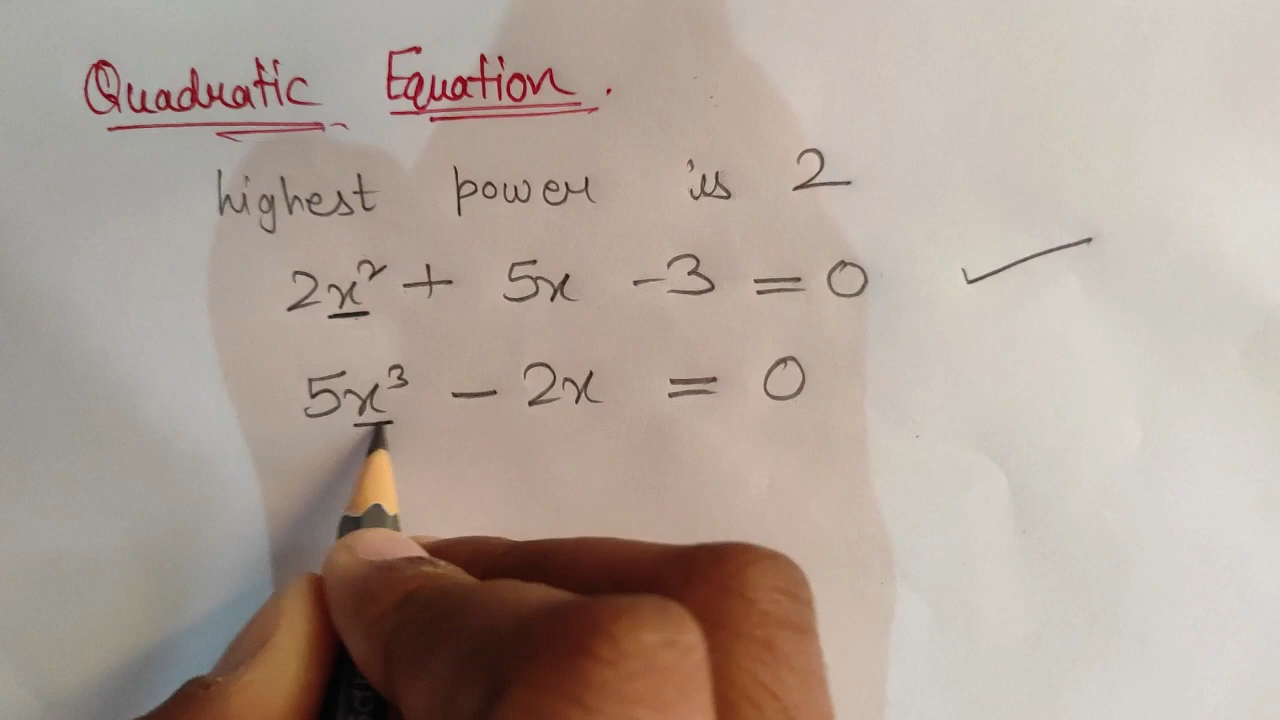 Quadratic Equation.
highest power is 2
2x² + 5x - 3 = 0 ✓
5x³ - 2x = 0